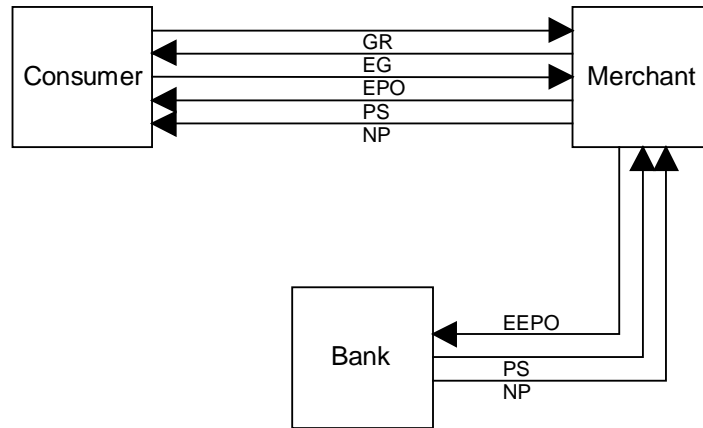 Consumer
Merchant
GR
EG
EPO
PS
NP
Bank
EEPO
PS
NP